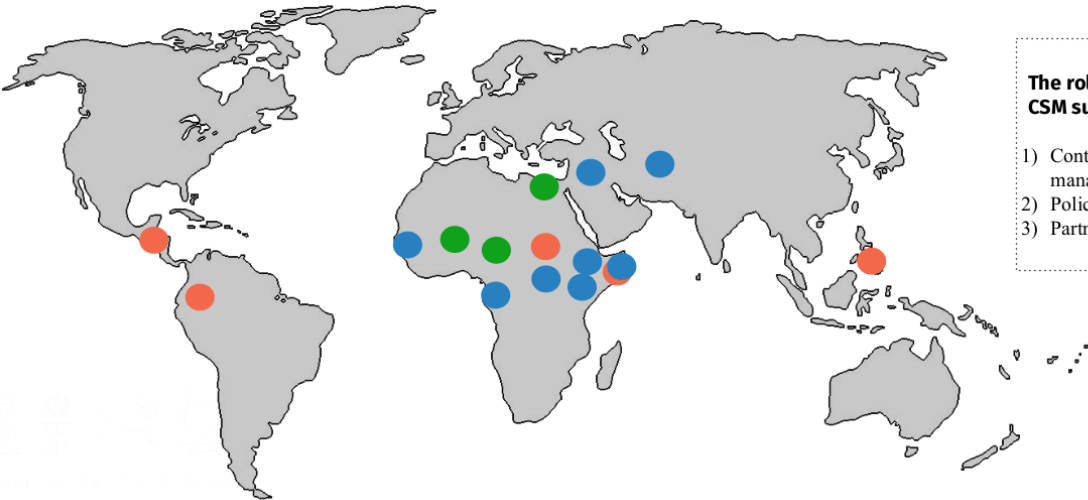 The rol
CSM su
1) Cont
mana
2) Polic
3) Partn